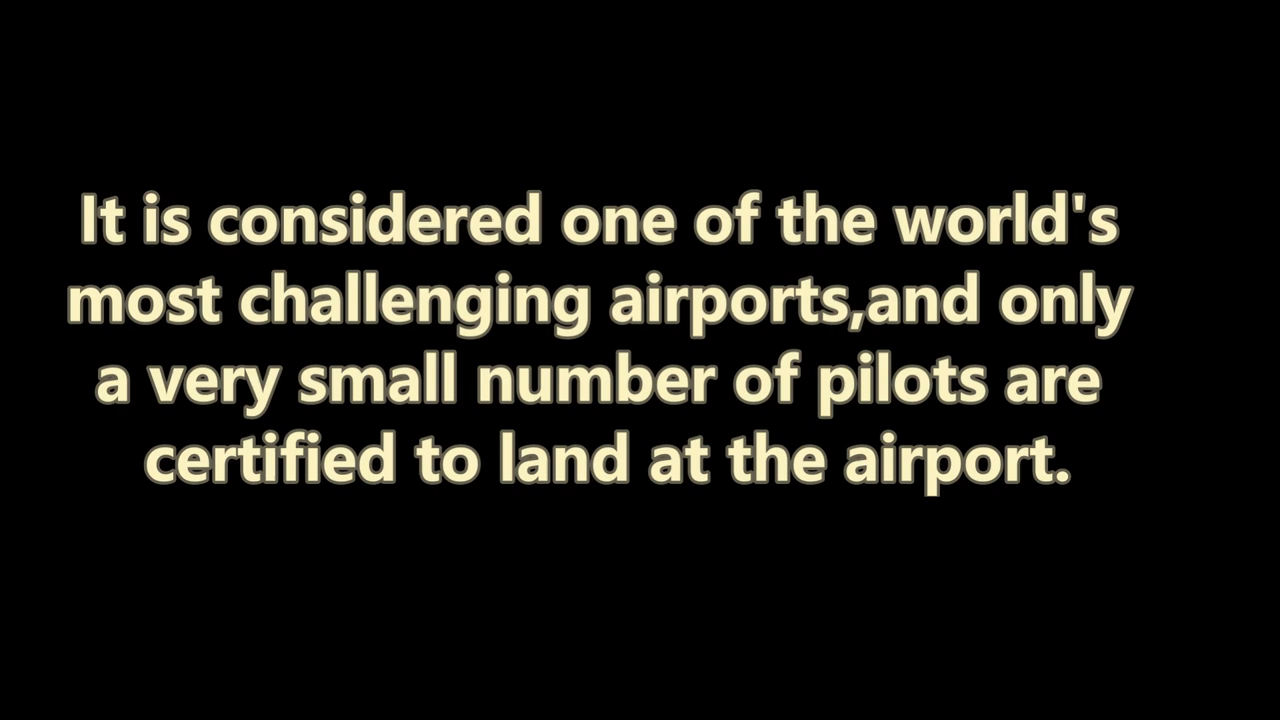 It is considered one of the world's
most challenging airports,and only
a very small number of pilots are
certified to land at the airport.